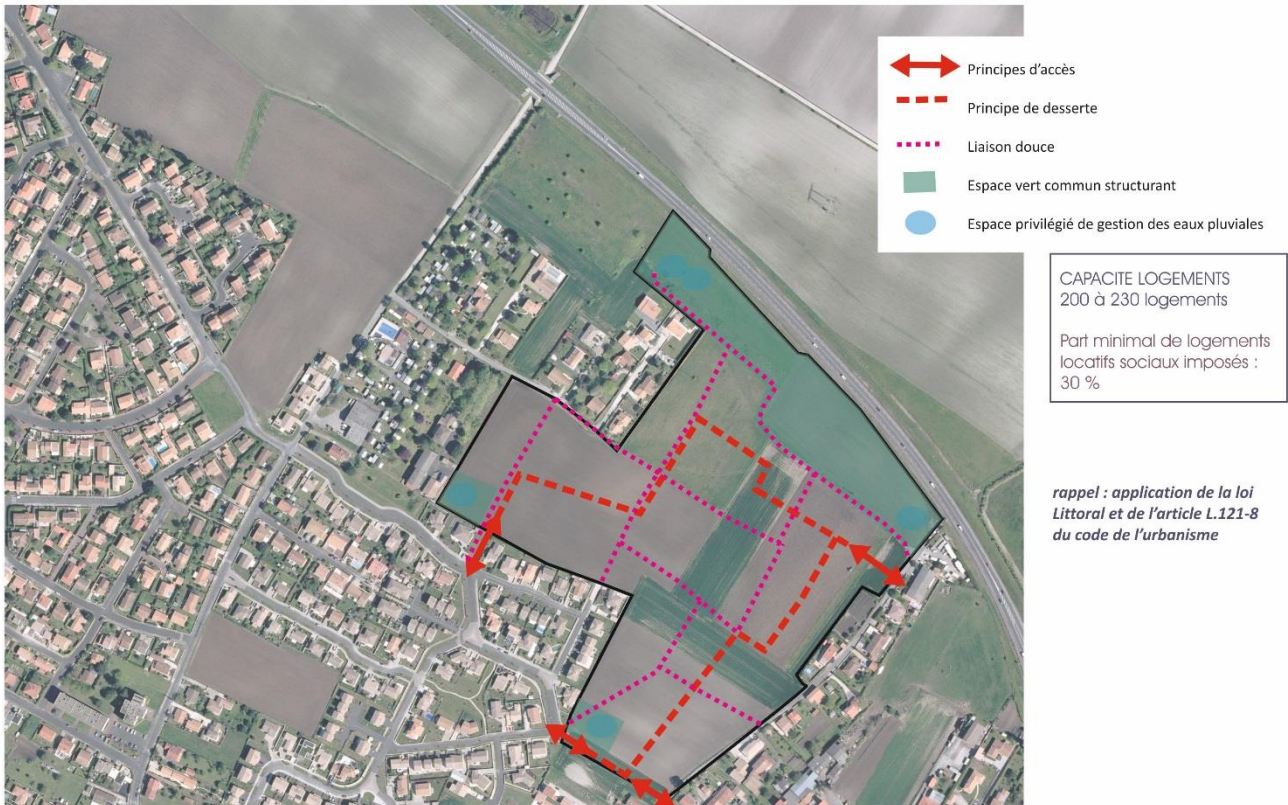 Principes d'accès
Principe de desserte
Liaison douce
Espace vert commun structurant
Espace privilégié de gestion des eaux pluviales
CAPACITE LOGEMENTS
200 à 230 logements
Part minimal de logements
locatifs sociaux imposés :
30 %
rappel : application de la loi
Littoral et de l'article L.121-8
du code de l'urbanisme